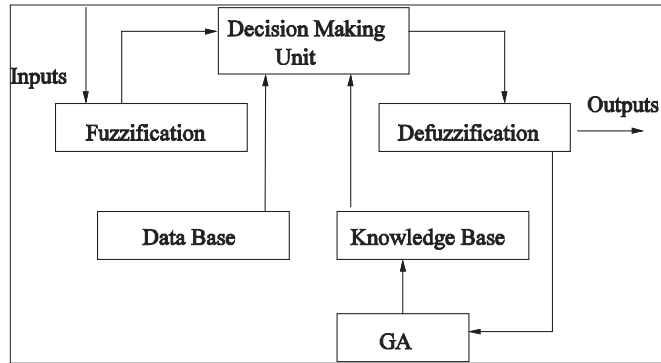 Decision Making
Unit
Inputs
Outputs
Fuzzification
Defuzzification
Data Base
Knowledge Base
GA